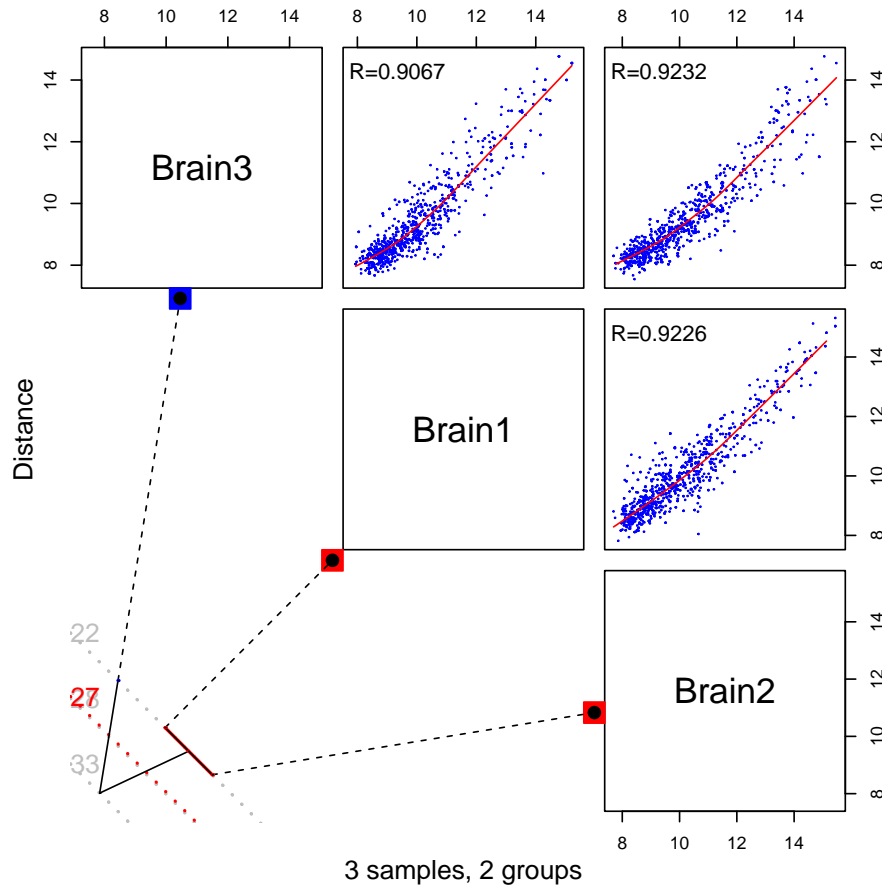 8 10 12 14 8 10 12 14
8 10 12 14
Brain3
R=0.9067
R=0.9232
8 10 12 14
Distance
Brain1
R=0.9226
8 10 12 14
22
27
33
Brain2
8 10 12 14
8 10 12 14
3 samples, 2 groups